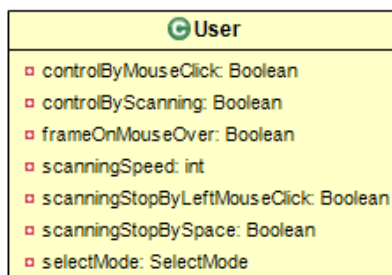 C User
controlByMouseClick: Boolean
controlByScanning: Boolean
frameOnMouseOver: Boolean
scanningSpeed: int
scanningStopByLeftMouseClick: Boolean
scanningStopBySpace: Boolean
selectMode: SelectMode